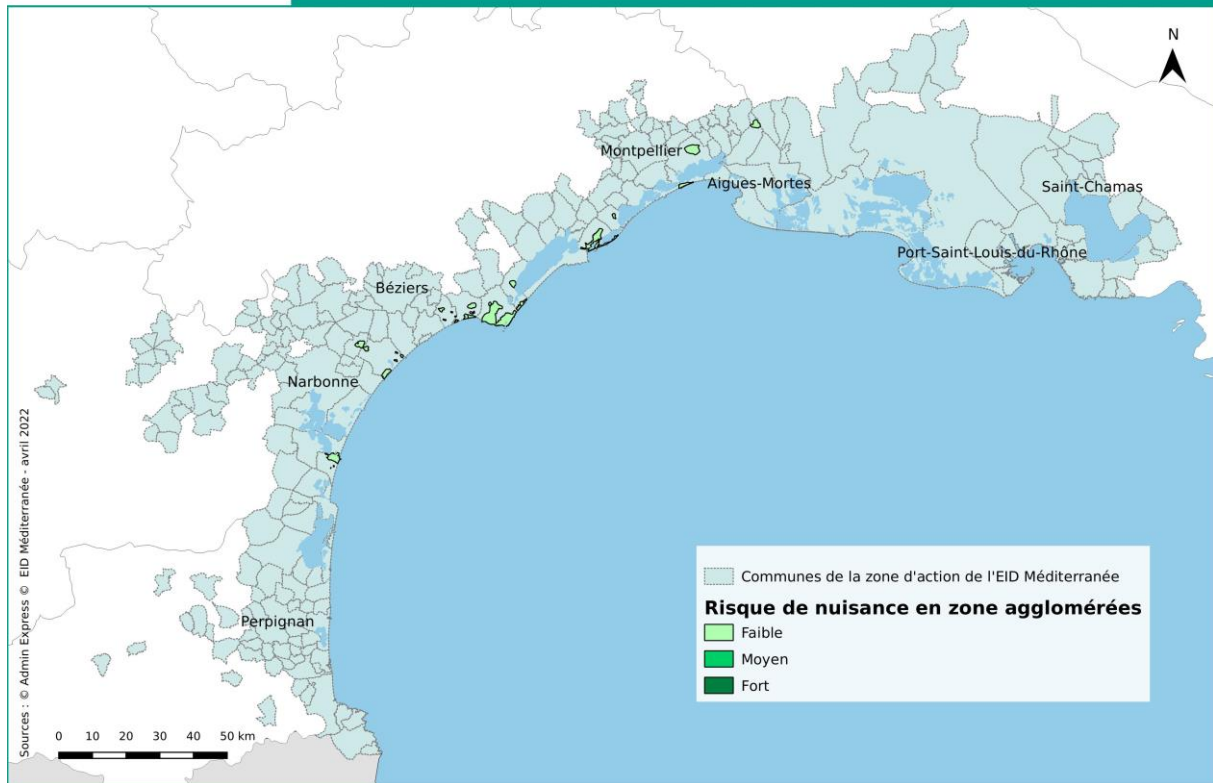 N
Montpellier
Aigues-Mortes
Saint-Chamas
Port-Saint-Louis-du-Rhône
Béziers
Narbonne
Perpignan
Communes de la zone d'action de l'EID Méditerranée
Risque de nuisance en zone agglomérées
Faible
Moyen
Fort
0 10 20 30 40 50 km
Sources : © Admin Express © EID Méditerranée - avril 2022